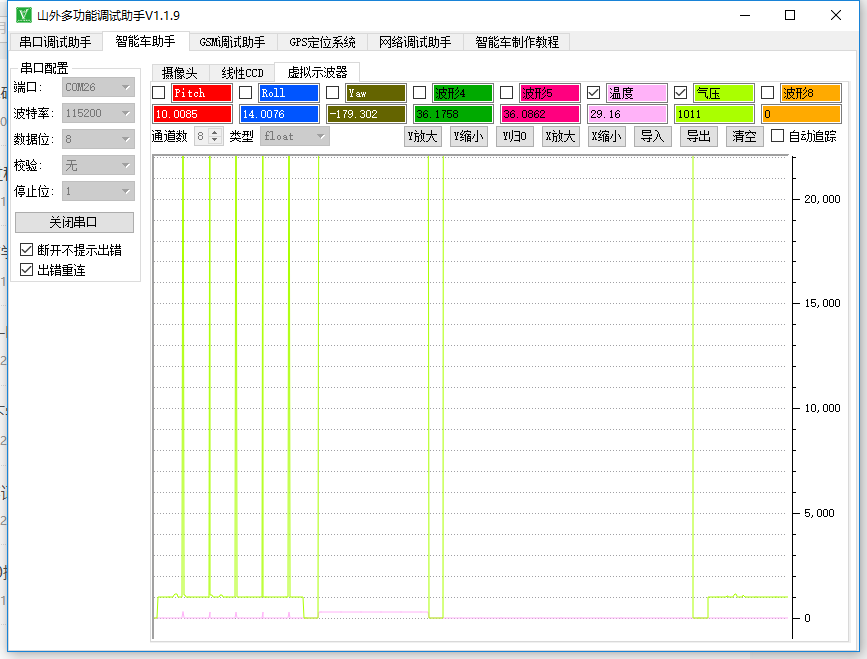 山外多功能调试助手V1.1.9
串口调试助手 智能车助手 GSM调试助手 GPS定位系统 网络调试助手 智能车制作教程
串口配置
端口: COM26
波特率: 115200
数据位: 8
校验: 无
停止位: 1
关闭串口
断开不提示出错
出错重连
摄像头 线性CCD 虚拟示波器
Pitch Roll Yaw 波形4 波形5 温度 气压 波形8
10.0085 14.0076 -179.302 36.1758 36.0862 29.16 1011 0
通道数 8 类型 float Y放大 Y缩小 Y归0 X放大 X缩小 导入 导出 清空 自动追踪
20,000
15,000
10,000
5,000
0